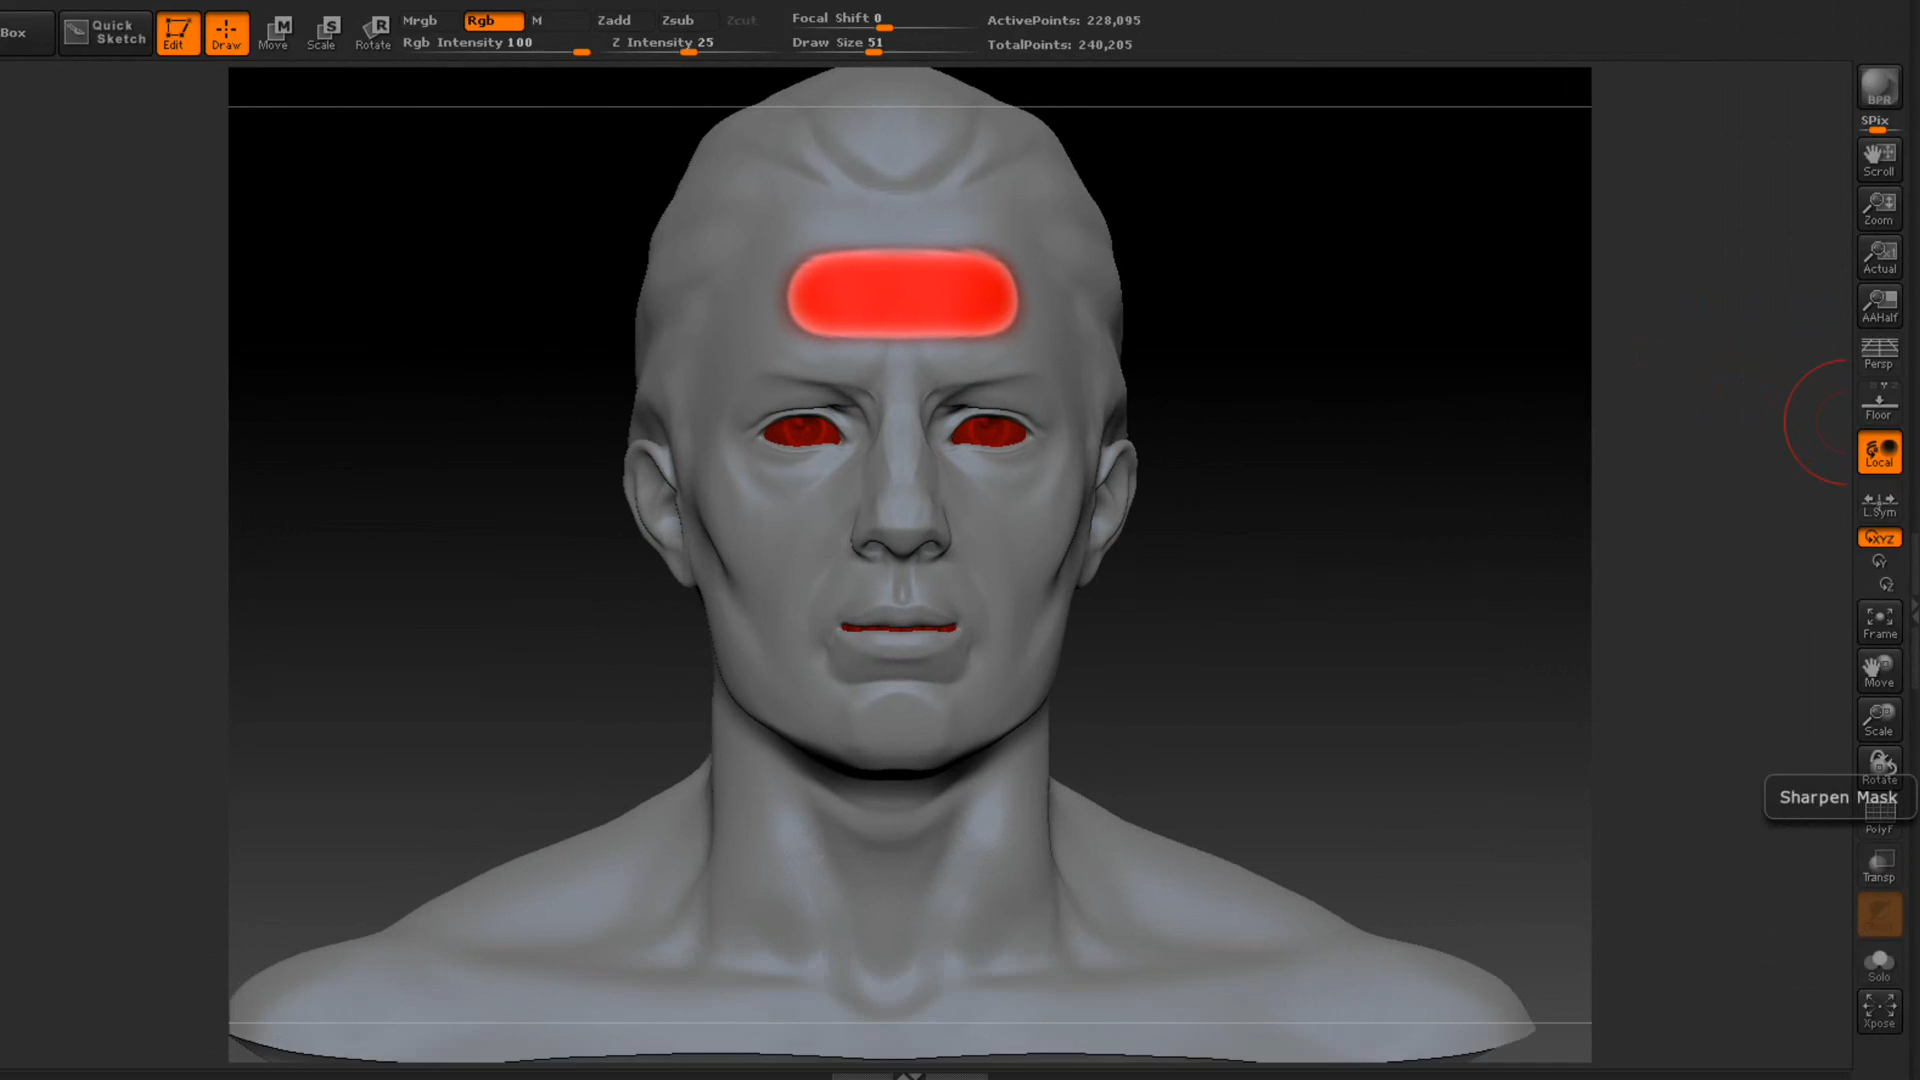 Box
Quick
Sketch
Edit
Draw
M
Move
S
Scale
R
Rotate
Mrgb
Rgb
M
Zadd
Zsub
Zcut
Focal Shift 0
ActivePoints: 228,095
Rgb Intensity 100
Z Intensity 25
Draw Size 51
TotalPoints: 240,205
BPR
SPix
Scroll
Zoom
Actual
AAHalf
Persp
Floor
Local
L.Sym
XYZ
Y
Z
Frame
Move
Scale
Rotate
Sharpen Mask
PolyF
Transp
Solo
Xpose